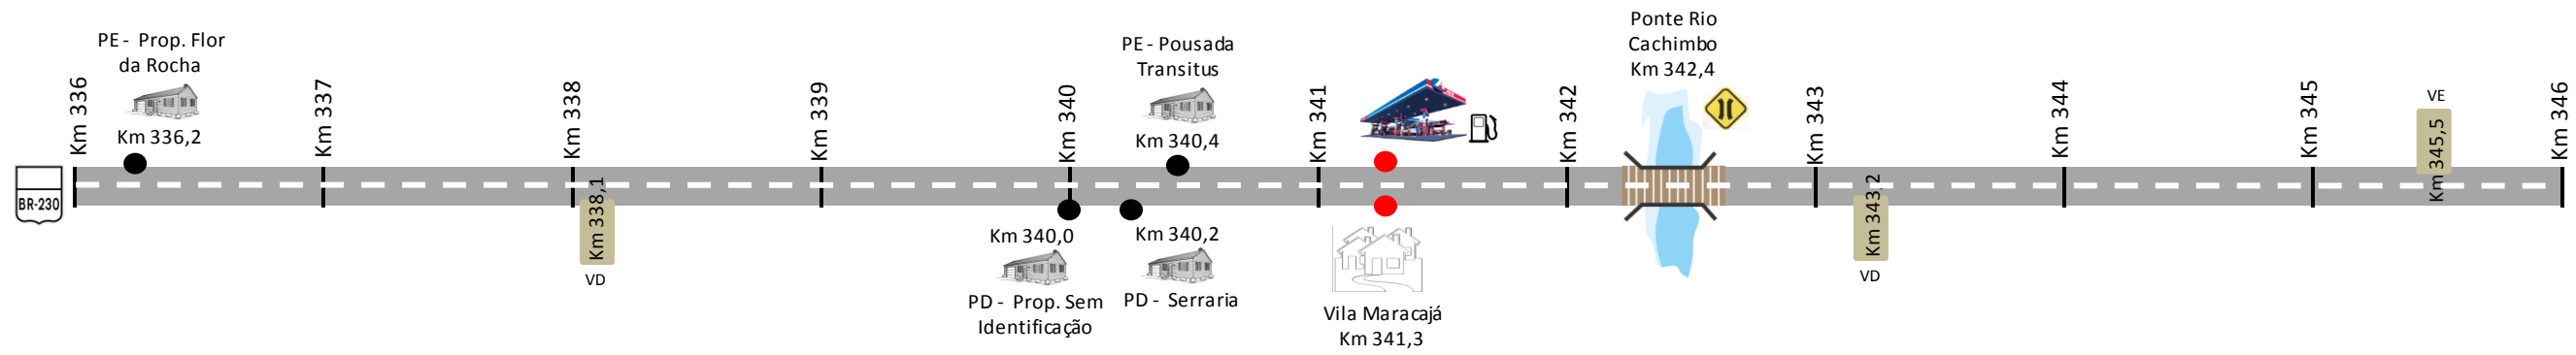 PE - Prop. Flor
da Rocha
Km 336,2
PE - Pousada
Transitus
Km 340,4
Ponte Rio
Cachimbo
Km 342,4
Km 336
Km 337
Km 338
Km 339
Km 340
Km 341
Km 342
Km 343
Km 344
Km 345
Km 346
VE
Km 345,5
BR-230
Km 338,1
VD
Km 340,0
PD - Prop. Sem
Identificação
Km 340,2
PD - Serraria
Vila Maracajá
Km 341,3
Km 343,2
VD